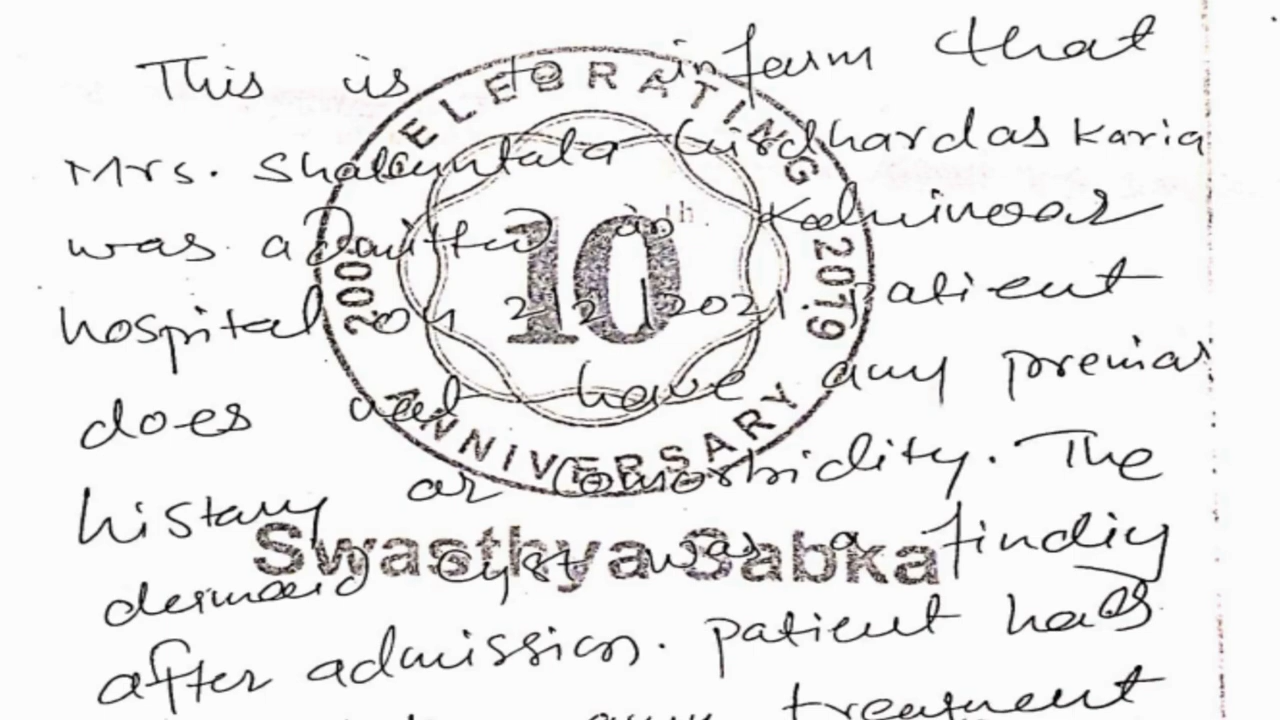 This is to inform that
Mrs. Shakuntala Girdhardas Karia
was admitted in
hospital on 2/2/2021 Patient
does not have any previous
history or comorbidity. The
dermoid cyst was a finding
after admission. patient has
treatment
CELEBRATING
10th
2009 2019
ANNIVERSARY
Swasthya Sabka